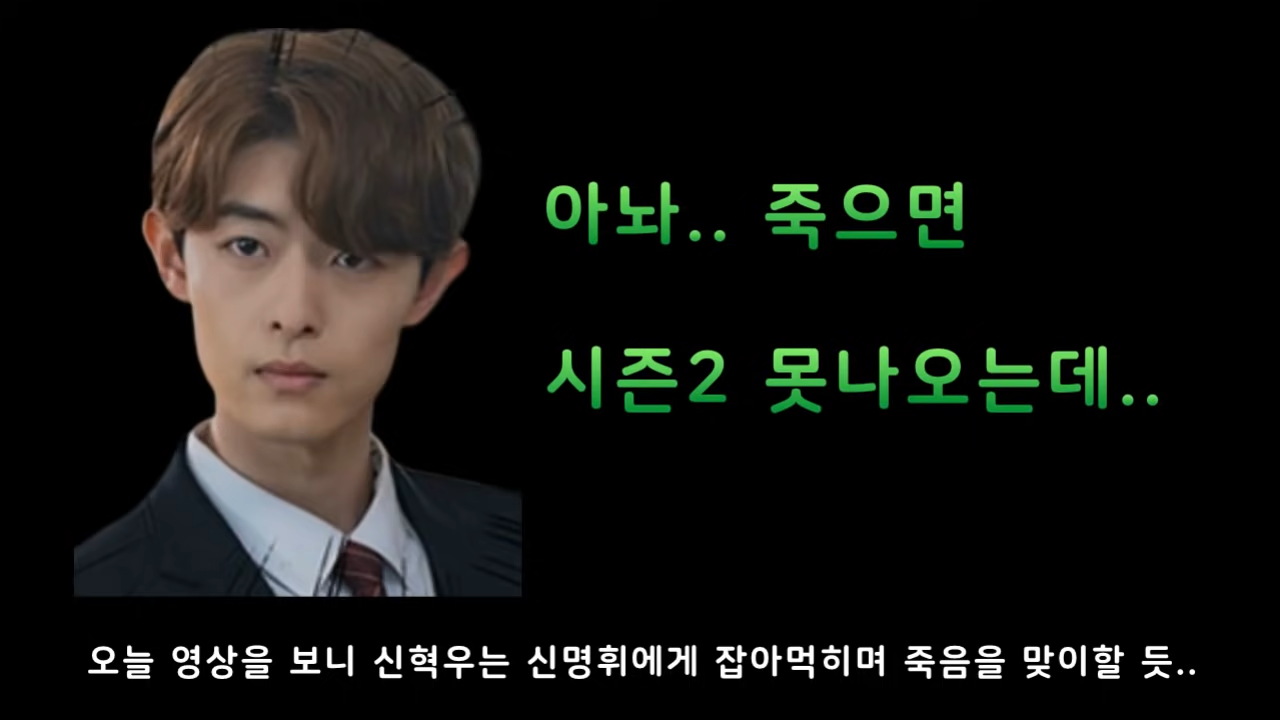 아놔.. 죽으면
시즌2 못나오는데..
오늘 영상을 보니 신혁우는 신명휘에게 잡아먹히며 죽음을 맞이할 듯..